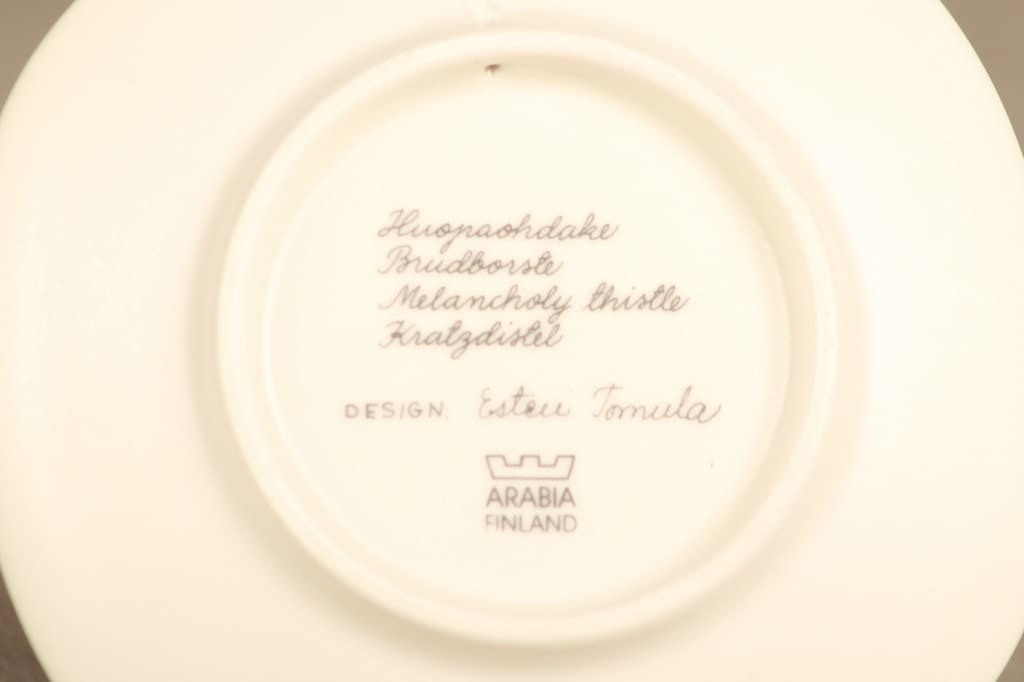 Huopaohdake
Brudborste
Melancholy thistle
Kratzdistel
DESIGN Esteri Tomula
ARABIA
FINLAND